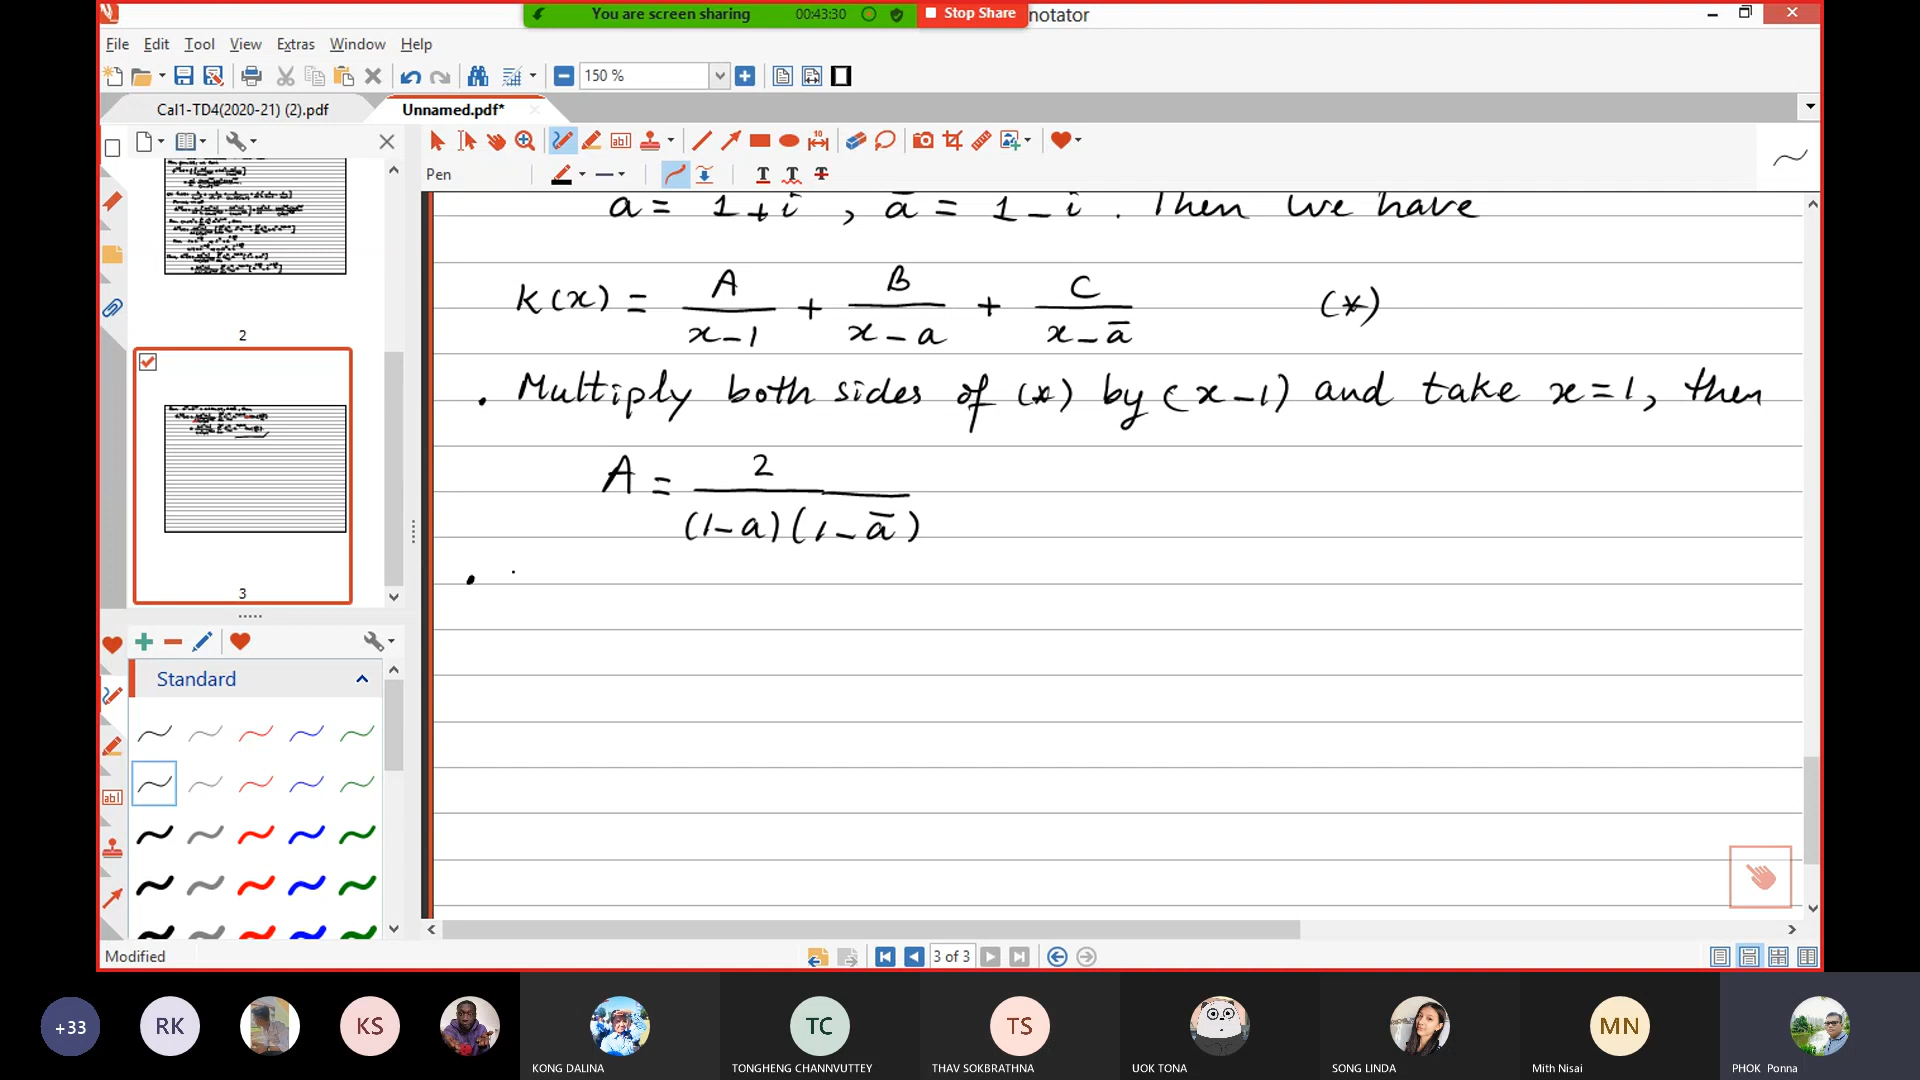 You are screen sharing 00:43:30 Stop Share notator
File Edit Tool View Extras Window Help
150 %
Cal1-TD4(2020-21) (2).pdf Unnamed.pdf*
Pen
a = 1+i , a̅ = 1-i . Then we have
K(x) = A/(x-1) + B/(x-a) + C/(x-a̅) (*)
. Multiply both sides of (*) by (x-1) and take x=1, then
A = 2/((1-a)(1-a̅))
.
2
3
Standard
Modified
3 of 3
+33
RK
KS
TC
TS
MN
KONG DALINA
TONGHENG CHANNVUTTEY
THAV SOKBRATHNA
UOK TONA
SONG LINDA
Mith Nisai
PHOK Ponna